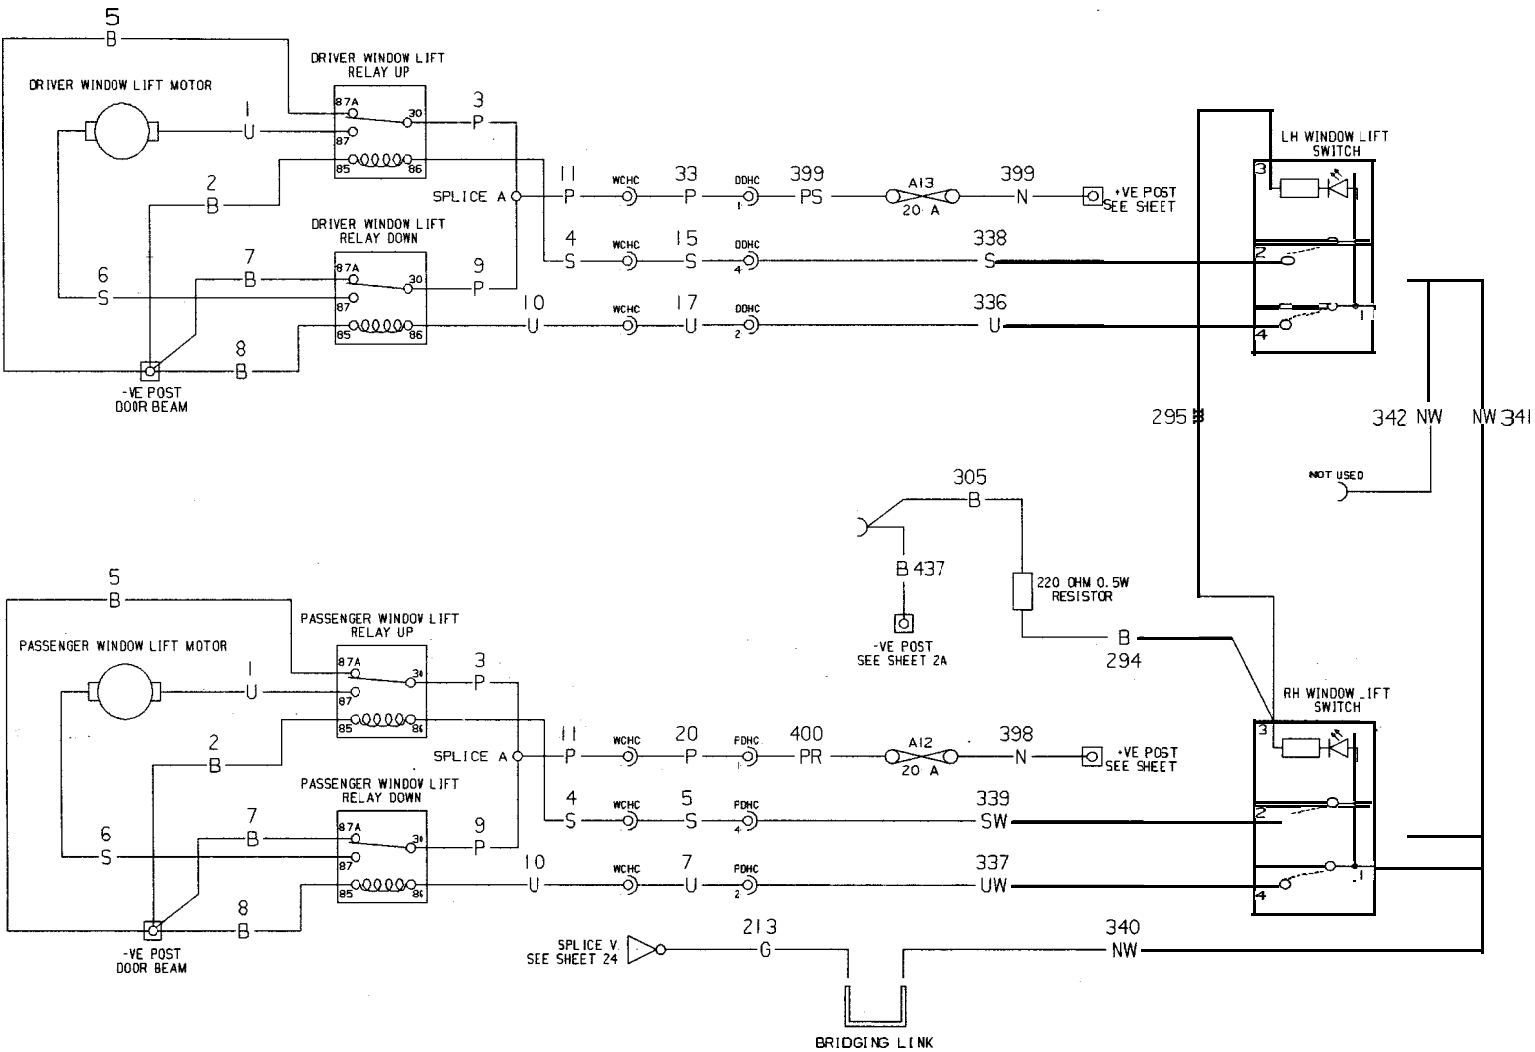 5
B
DRIVER WINDOW LIFT
RELAY UP
DRIVER WINDOW LIFT MOTOR
87A
30
3
1
P
U
87
LH WINDOW LIFT
SWITCH
85
86
3
2
B
SPLICE A
11
P
WCHC
33
P
DDHC
1
399
PS
A13
20 A
399
N
+VE POST
SEE SHEET
DRIVER WINDOW LIFT
RELAY DOWN
4
S
WCHC
15
S
DDHC
4
338
S
2
7
B
87A
30
9
P
6
S
87
10
U
WCHC
17
U
DDHC
2
336
U
1
4
85
86
8
B
-VE POST
DOOR BEAM
295
342 NW
NW 341
NOT USED
305
B
B 437
220 OHM 0.5W
RESISTOR
5
B
PASSENGER WINDOW LIFT
RELAY UP
-VE POST
SEE SHEET 2A
B
294
PASSENGER WINDOW LIFT MOTOR
87A
3
P
1
U
87
RH WINDOW LIFT
SWITCH
85
3
2
B
SPLICE A
11
P
WCHC
20
P
PDHC
1
400
PR
A12
20 A
398
N
+VE POST
SEE SHEET
PASSENGER WINDOW LIFT
RELAY DOWN
4
S
WCHC
5
S
PDHC
4
339
SW
2
7
B
87A
9
P
6
S
87
10
U
WCHC
7
U
PDHC
2
337
UW
1
4
85
8
B
-VE POST
DOOR BEAM
SPLICE V
SEE SHEET 24
213
G
340
NW
BRIDGING LINK